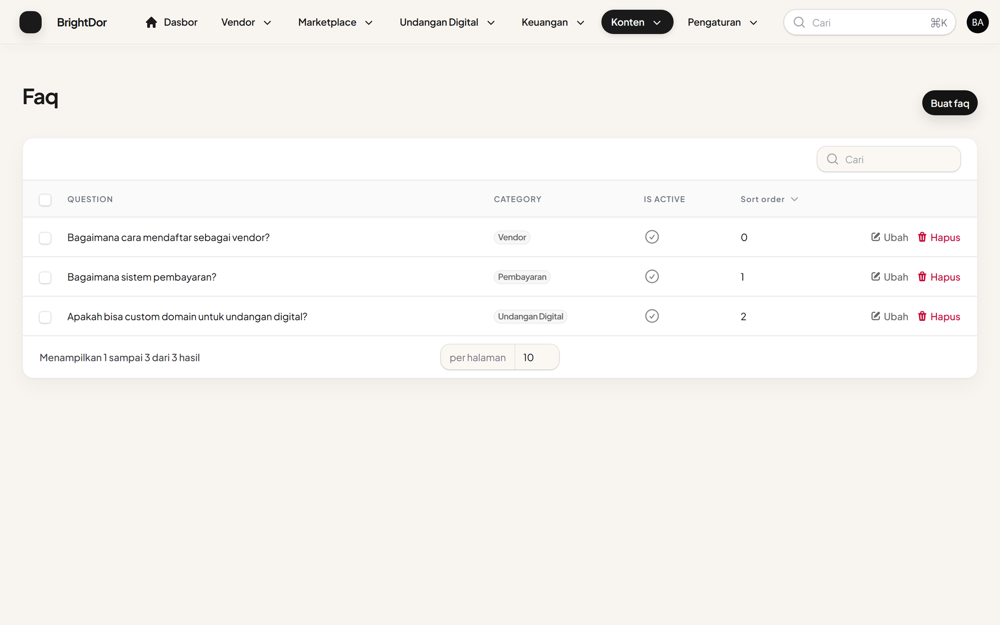 BrightDor Dasbor Vendor Marketplace Undangan Digital Keuangan Konten Pengaturan Cari ⌘K BA
Faq
Buat faq
Cari
QUESTION CATEGORY IS ACTIVE Sort order
Bagaimana cara mendaftar sebagai vendor? Vendor 0 Ubah Hapus
Bagaimana sistem pembayaran? Pembayaran 1 Ubah Hapus
Apakah bisa custom domain untuk undangan digital? Undangan Digital 2 Ubah Hapus
Menampilkan 1 sampai 3 dari 3 hasil per halaman 10